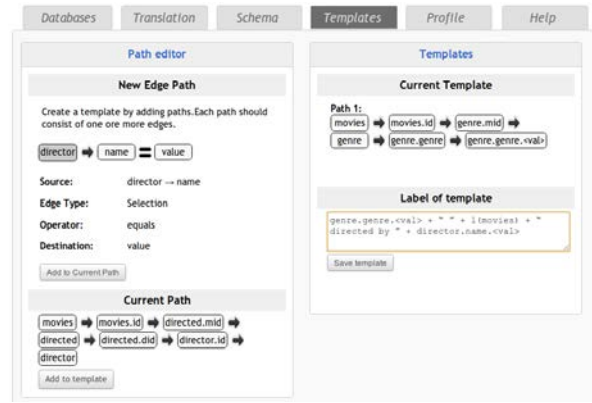 Databases Translation Schema Templates Profile Help
Path editor
New Edge Path
Create a template by adding paths.Each path should
consist of one ore more edges.
director name = value
Source: director → name
Edge Type: Selection
Operator: equals
Destination: value
Add to Current Path
Current Path
movies movies.id directed.mid
directed directed.did director.id
director
Add to template
Templates
Current Template
Path 1:
movies movies.id genre.mid
genre genre.genre genre.genre.<val>
Label of template
genre.genre.<val> + " " + l(movies) + "
directed by " + director.name.<val>
Save template